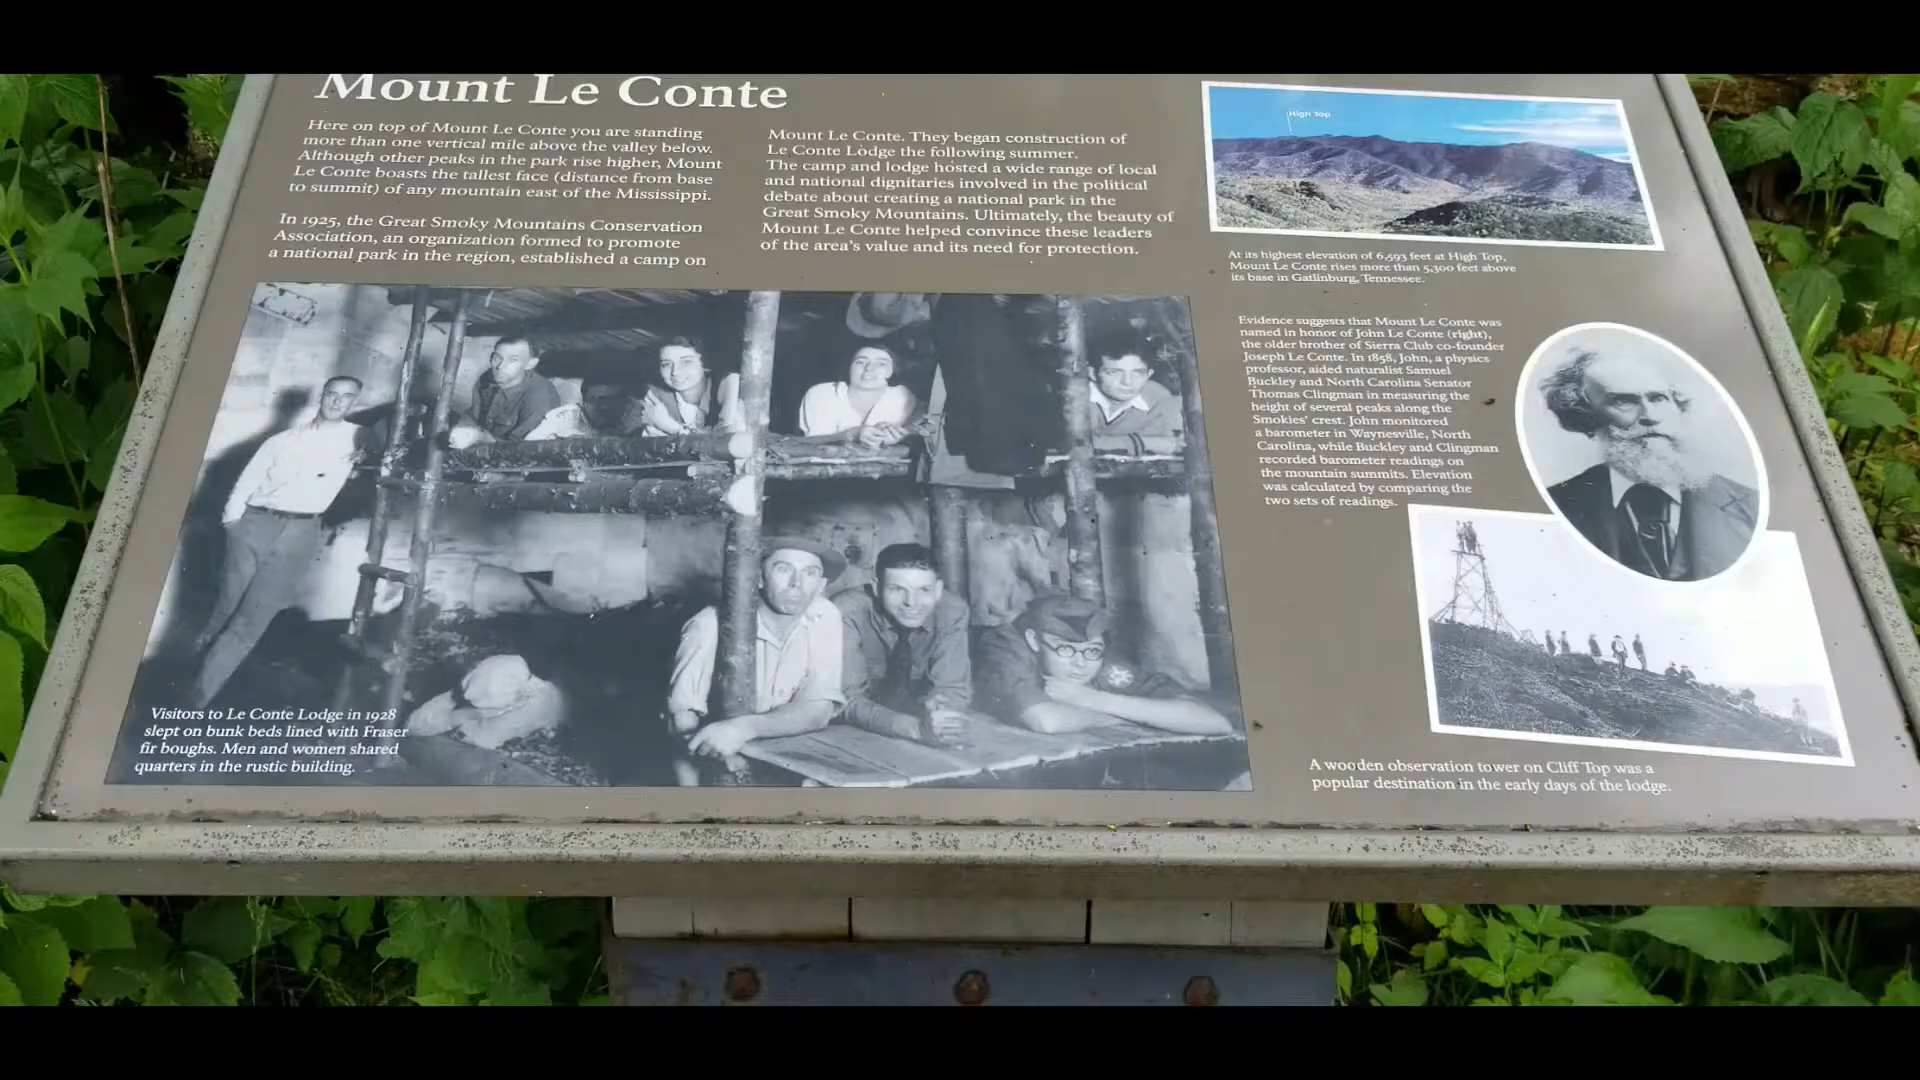 Mount Le Conte
Here on top of Mount Le Conte you are standing
more than one vertical mile above the valley below.
Although other peaks in the park rise higher, Mount
Le Conte boasts the tallest face (distance from base
to summit) of any mountain east of the Mississippi.
In 1925, the Great Smoky Mountains Conservation
Association, an organization formed to promote
a national park in the region, established a camp on
Mount Le Conte. They began construction of
Le Conte Lodge the following summer.
The camp and lodge hosted a wide range of local
and national dignitaries involved in the political
debate about creating a national park in the
Great Smoky Mountains. Ultimately, the beauty of
Mount Le Conte helped convince these leaders
of the area's value and its need for protection.
High Top
At its highest elevation of 6,593 feet at High Top,
Mount Le Conte rises more than 5,300 feet above
its base in Gatlinburg, Tennessee.
Evidence suggests that Mount Le Conte was
named in honor of John Le Conte (right),
the older brother of Sierra Club co-founder
Joseph Le Conte. In 1858, John, a physics
professor, aided naturalist Samuel
Buckley and North Carolina Senator
Thomas Clingman in measuring the
height of several peaks along the
Smokies' crest. John monitored
a barometer in Waynesville, North
Carolina, while Buckley and Clingman
recorded barometer readings on
the mountain summits. Elevation
was calculated by comparing the
two sets of readings.
Visitors to Le Conte Lodge in 1928
slept on bunk beds lined with Fraser
fir boughs. Men and women shared
quarters in the rustic building.
A wooden observation tower on Cliff Top was a
popular destination in the early days of the lodge.